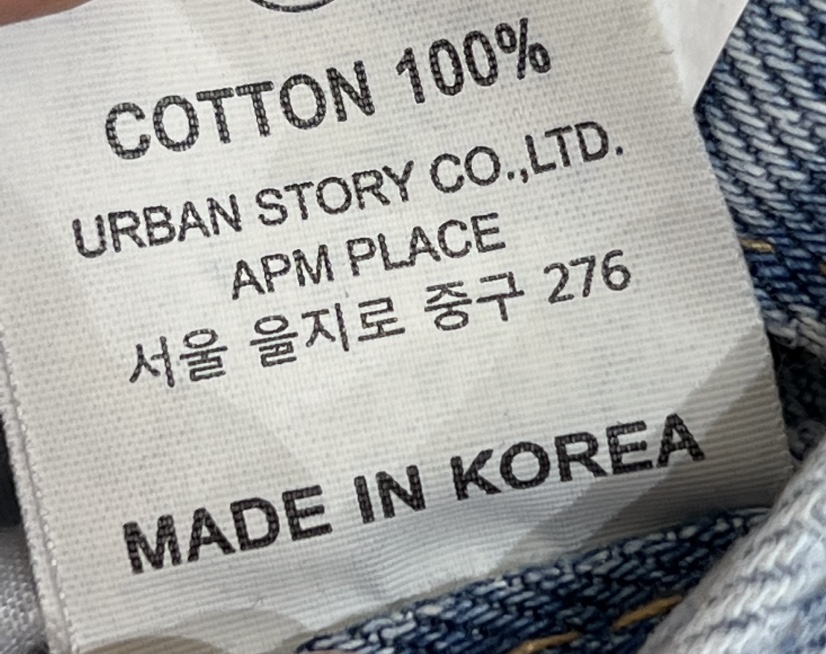 COTTON 100%
URBAN STORY CO.,LTD.
APM PLACE
서울 을지로 중구 276
MADE IN KOREA